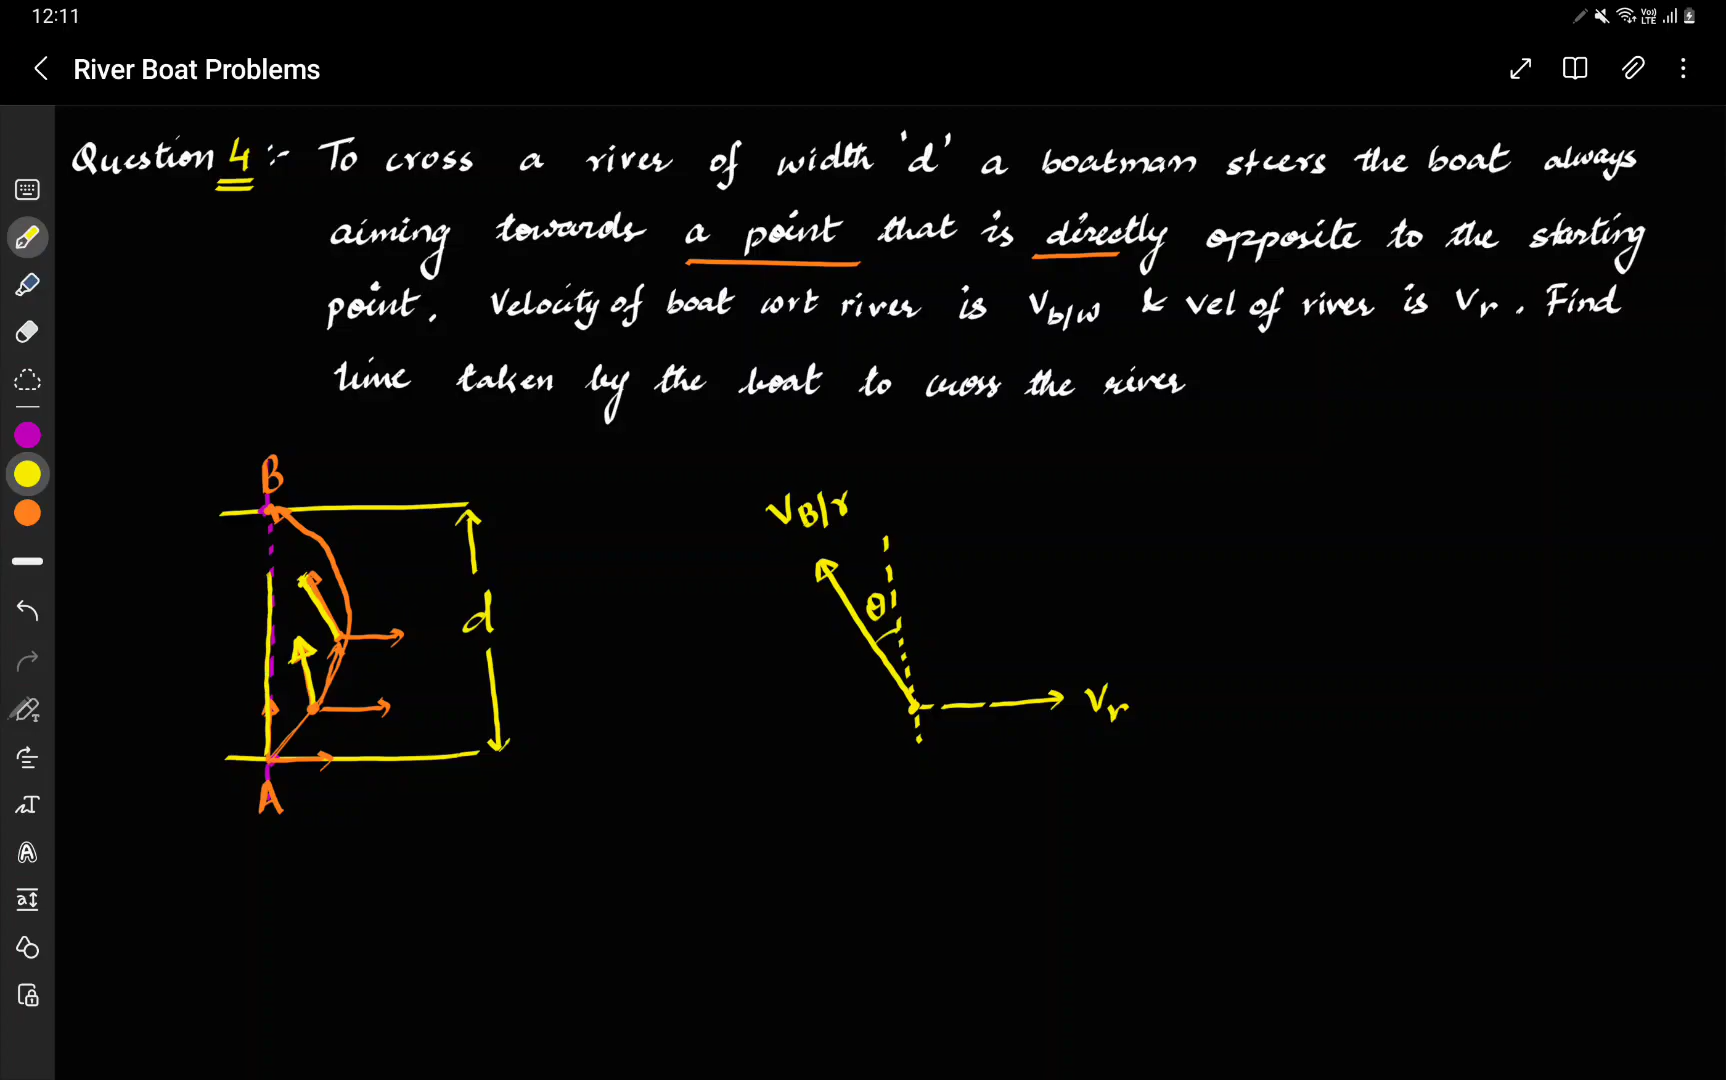 12:11
Vo)) LTE
River Boat Problems
Question 4 :- To cross a river of width 'd' a boatman steers the boat always
aiming towards a point that is directly opposite to the starting
point. Velocity of boat wrt river is Vb/w & vel of river is Vr. Find
time taken by the boat to cross the river
B
VB/r
θ
d
Vr
A